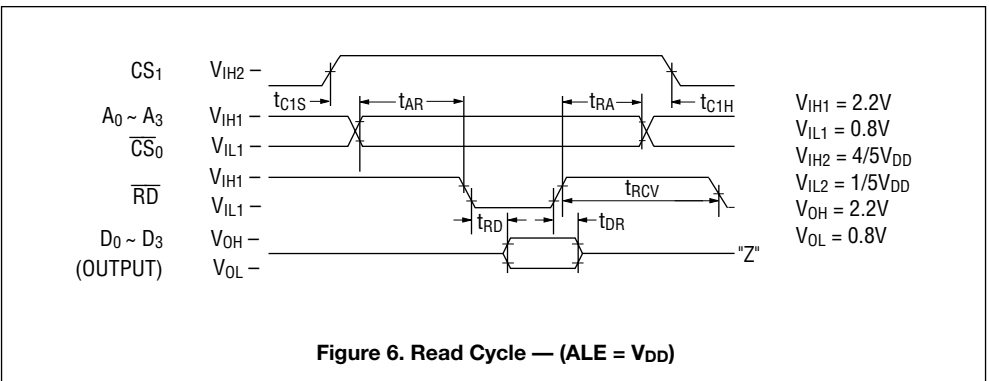 CS1 VIH2 –
tC1S tAR tRA tC1H
A0 ~ A3 VIH1 –
CS0 VIL1 –
RD VIH1 –
VIL1 –
tRCV
tRD tDR
D0 ~ D3 VOH –
(OUTPUT) VOL –
"Z"
VIH1 = 2.2V
VIL1 = 0.8V
VIH2 = 4/5VDD
VIL2 = 1/5VDD
VOH = 2.2V
VOL = 0.8V
Figure 6. Read Cycle — (ALE = VDD)